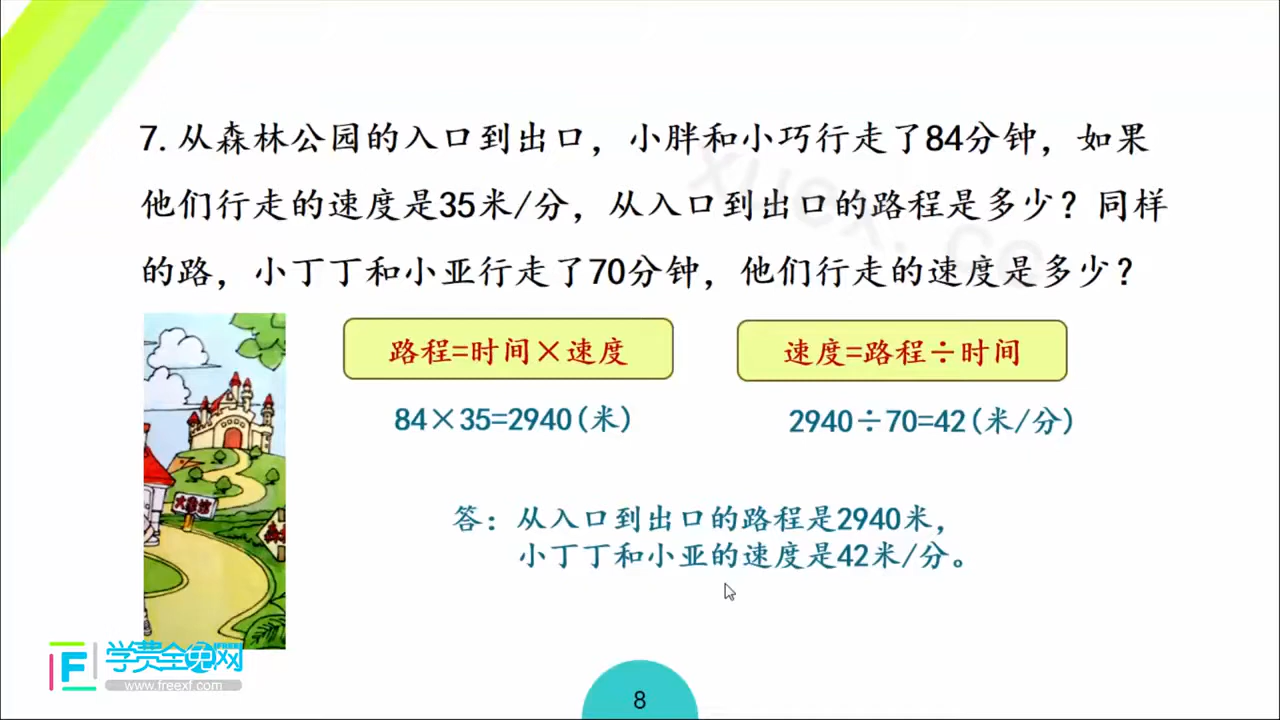 7. 从森林公园的入口到出口，小胖和小巧行走了84分钟，如果
他们行走的速度是35米/分，从入口到出口的路程是多少？同样
的路，小丁丁和小亚行走了70分钟，他们行走的速度是多少？
路程=时间×速度
速度=路程÷时间
84×35=2940(米)
2940÷70=42(米/分)
答：从入口到出口的路程是2940米，
小丁丁和小亚的速度是42米/分。
F 学费全免网
www.freexf.com
8